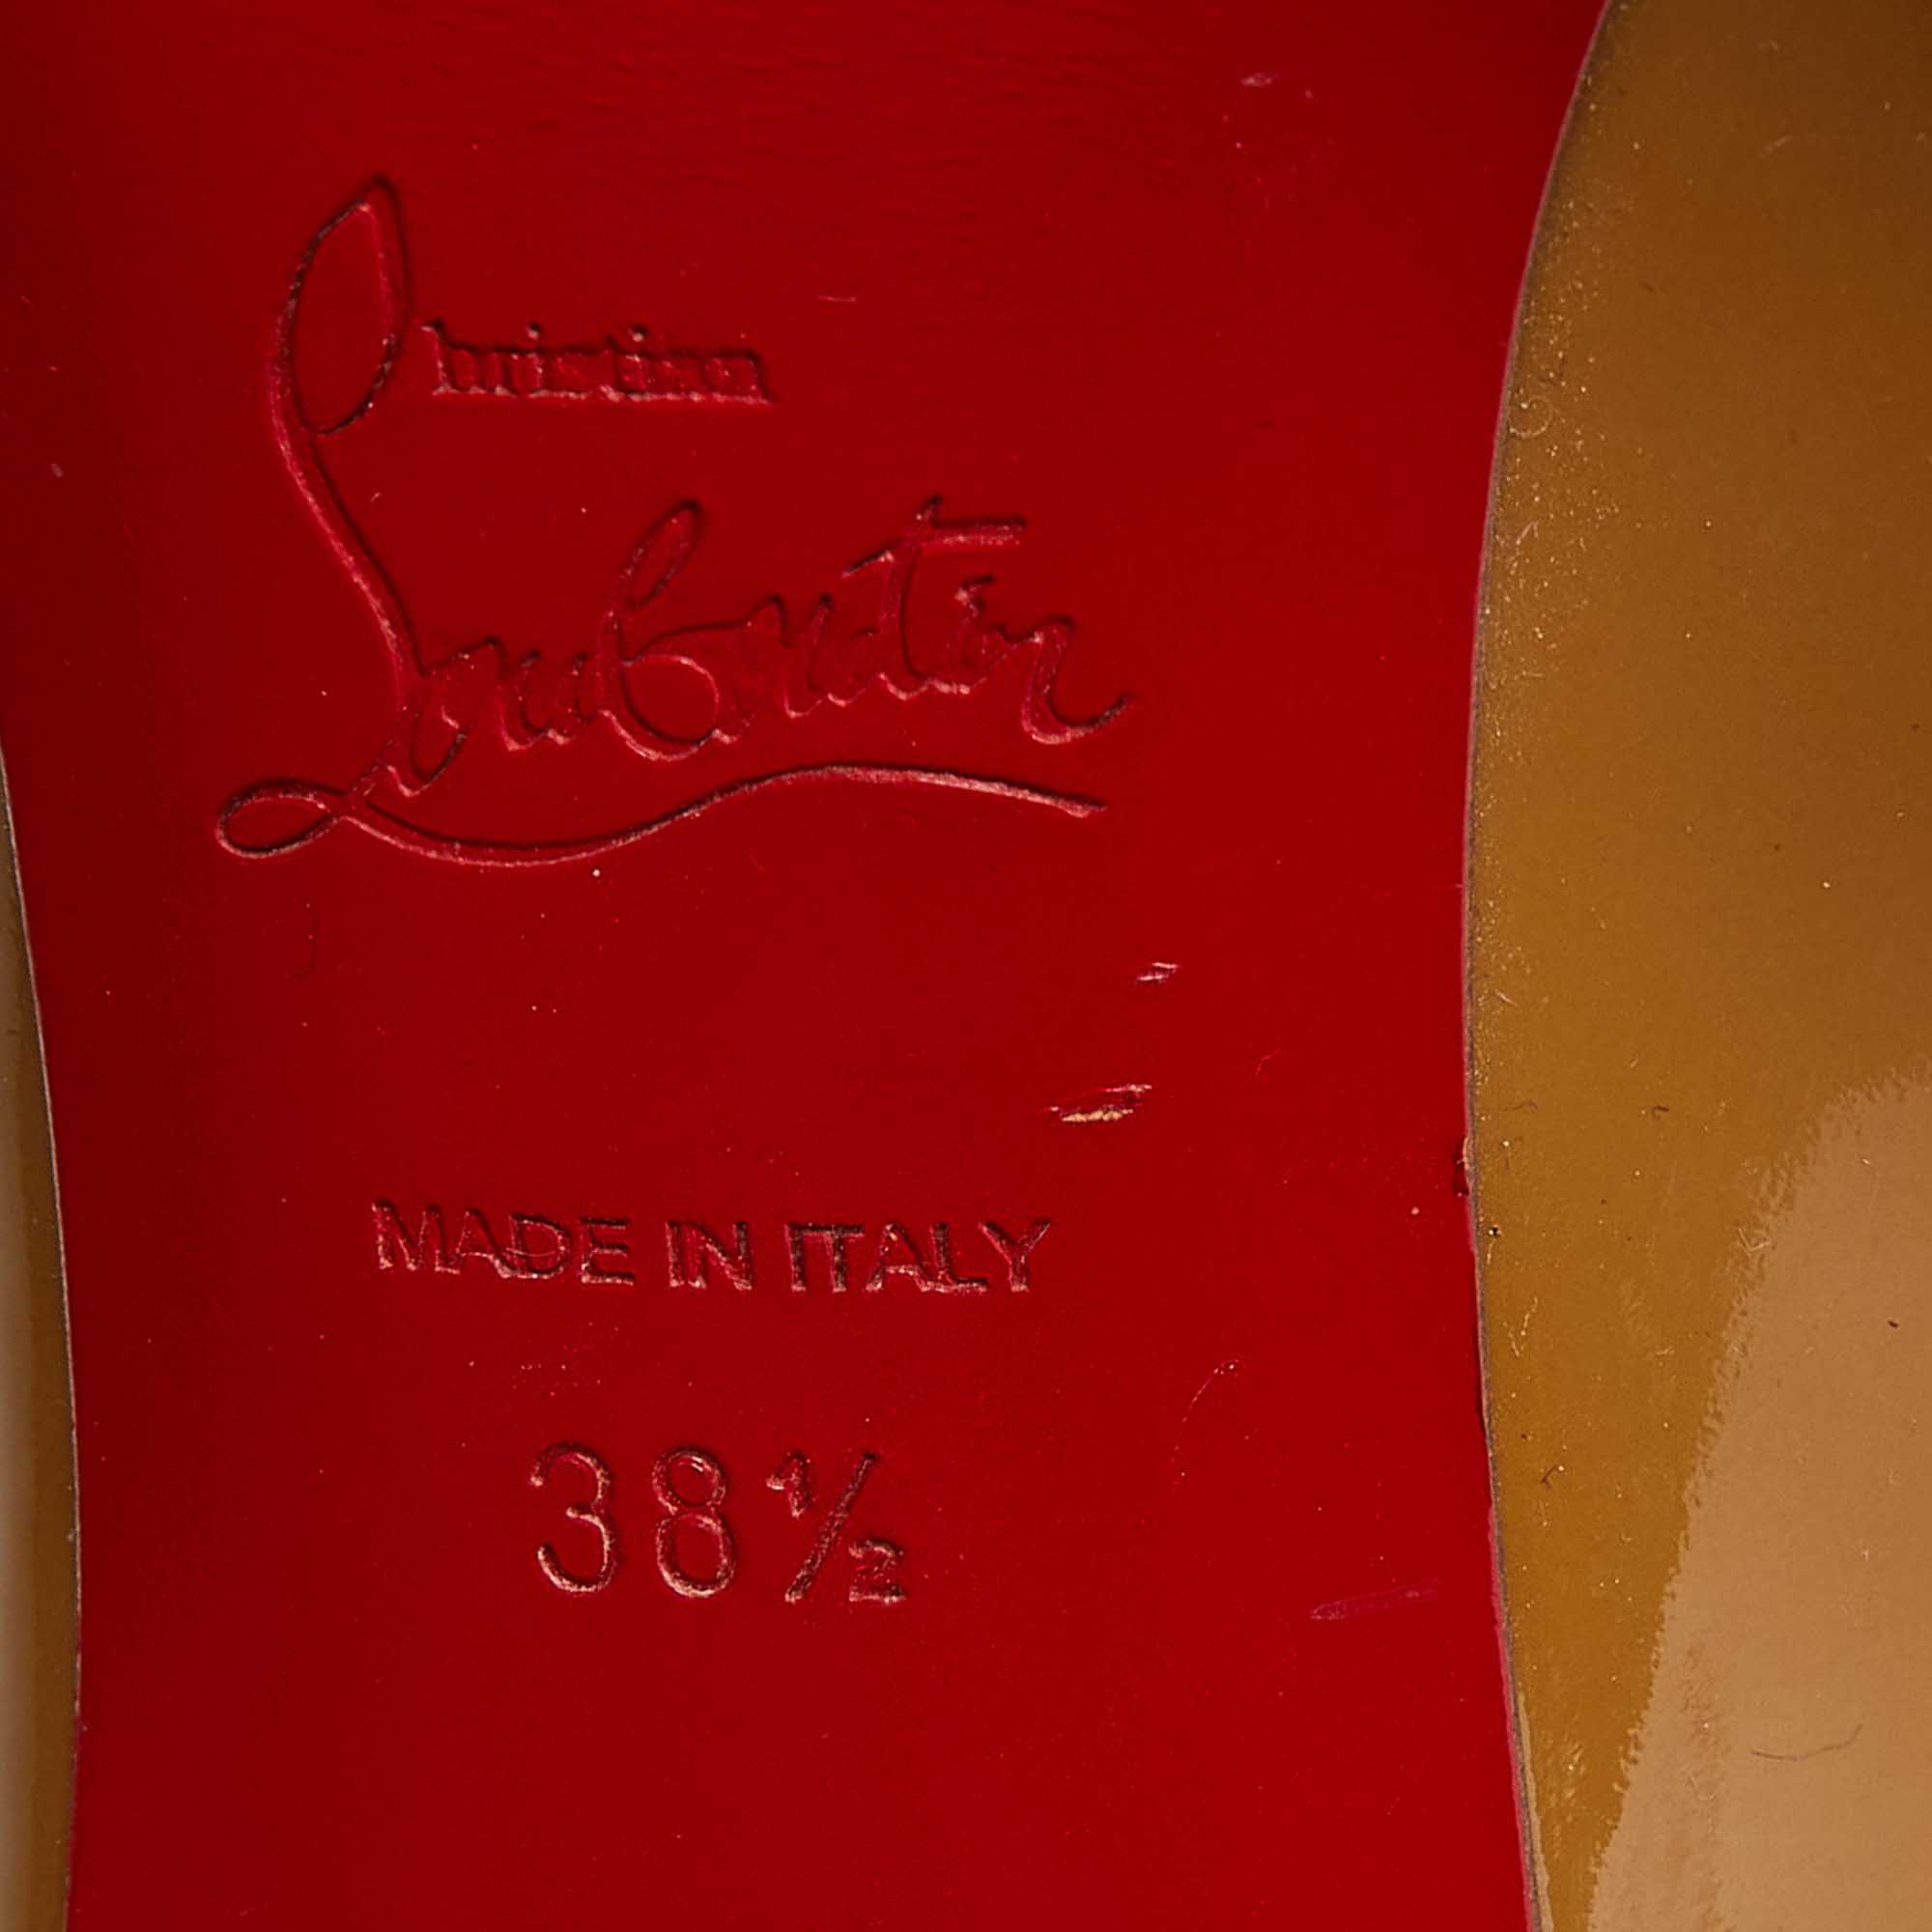 Christian
Louboutin
MADE IN ITALY
38½